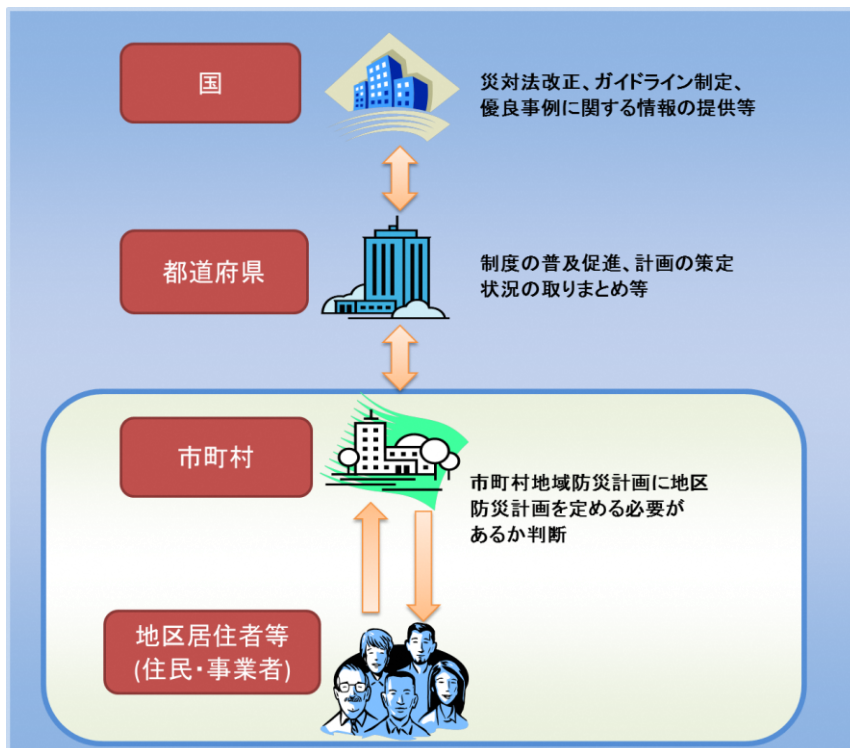 国
災対法改正、ガイドライン制定、
優良事例に関する情報の提供等
都道府県
制度の普及促進、計画の策定
状況の取りまとめ等
市町村
市町村地域防災計画に地区
防災計画を定める必要が
あるか判断
地区居住者等
(住民・事業者)